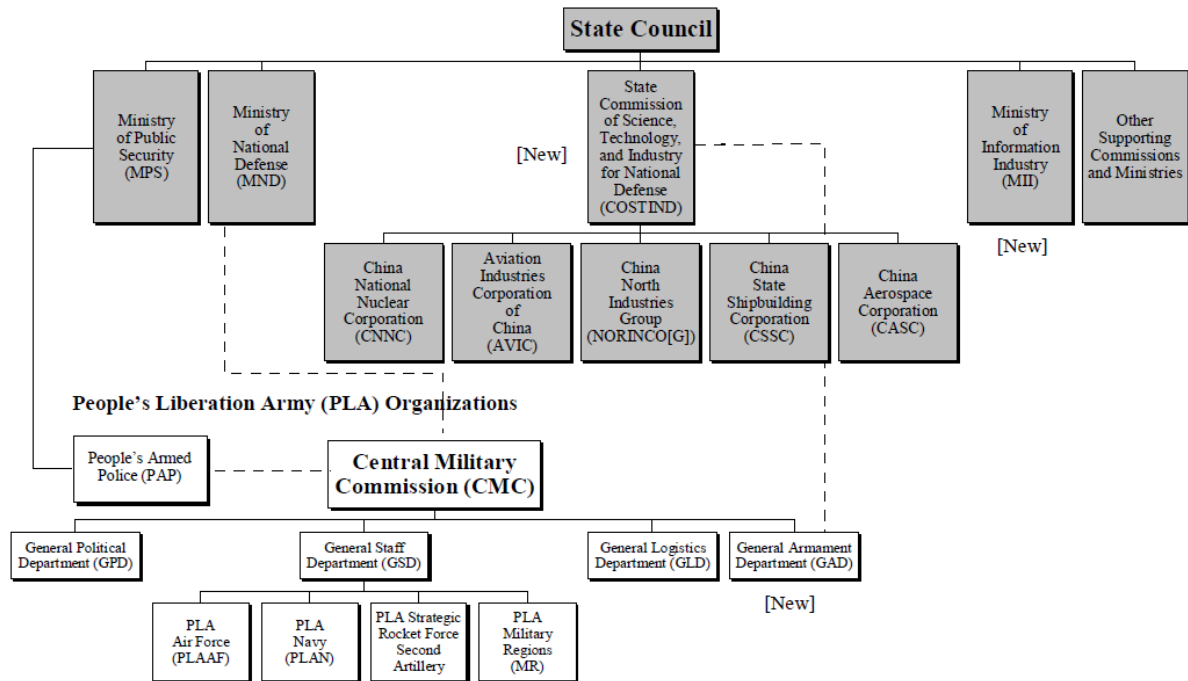 State Council
Ministry
of Public
Security
(MPS)
Ministry
of
National
Defense
(MND)
[New]
State
Commission
of Science,
Technology,
and Industry
for National
Defense
(COSTIND)
Ministry
of
Information
Industry
(MII)
[New]
Other
Supporting
Commissions
and Ministries
China
National
Nuclear
Corporation
(CNNC)
Aviation
Industries
Corporation
of
China
(AVIC)
China
North
Industries
Group
(NORINCO[G])
China
State
Shipbuilding
Corporation
(CSSC)
China
Aerospace
Corporation
(CASC)
People’s Liberation Army (PLA) Organizations
People’s Armed
Police (PAP)
Central Military
Commission (CMC)
General Political
Department (GPD)
General Staff
Department (GSD)
General Logistics
Department (GLD)
General Armament
Department (GAD)
[New]
PLA
Air Force
(PLAAF)
PLA
Navy
(PLAN)
PLA Strategic
Rocket Force
Second
Artillery
PLA
Military
Regions
(MR)